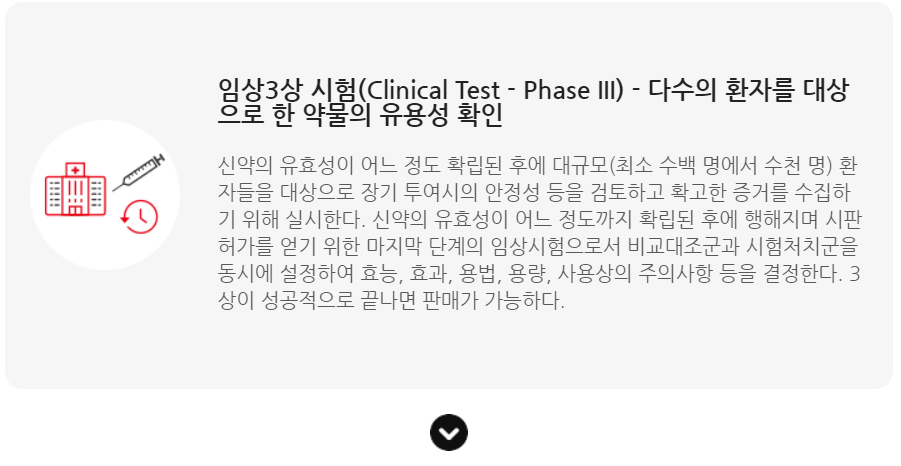 임상3상 시험(Clinical Test - Phase III) - 다수의 환자를 대상
으로 한 약물의 유용성 확인
신약의 유효성이 어느 정도 확립된 후에 대규모(최소 수백 명에서 수천 명) 환
자들을 대상으로 장기 투여시의 안정성 등을 검토하고 확고한 증거를 수집하
기 위해 실시한다. 신약의 유효성이 어느 정도까지 확립된 후에 행해지며 시판
허가를 얻기 위한 마지막 단계의 임상시험으로서 비교대조군과 시험처치군을
동시에 설정하여 효능, 효과, 용법, 용량, 사용상의 주의사항 등을 결정한다. 3
상이 성공적으로 끝나면 판매가 가능하다.